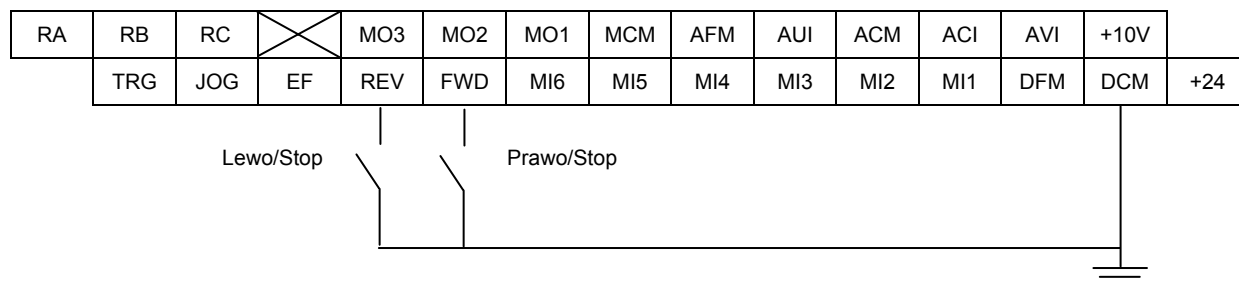 RA RB RC MO3 MO2 MO1 MCM AFM AUI ACM ACI AVI +10V
TRG JOG EF REV FWD MI6 MI5 MI4 MI3 MI2 MI1 DFM DCM +24
Lewo/Stop Prawo/Stop